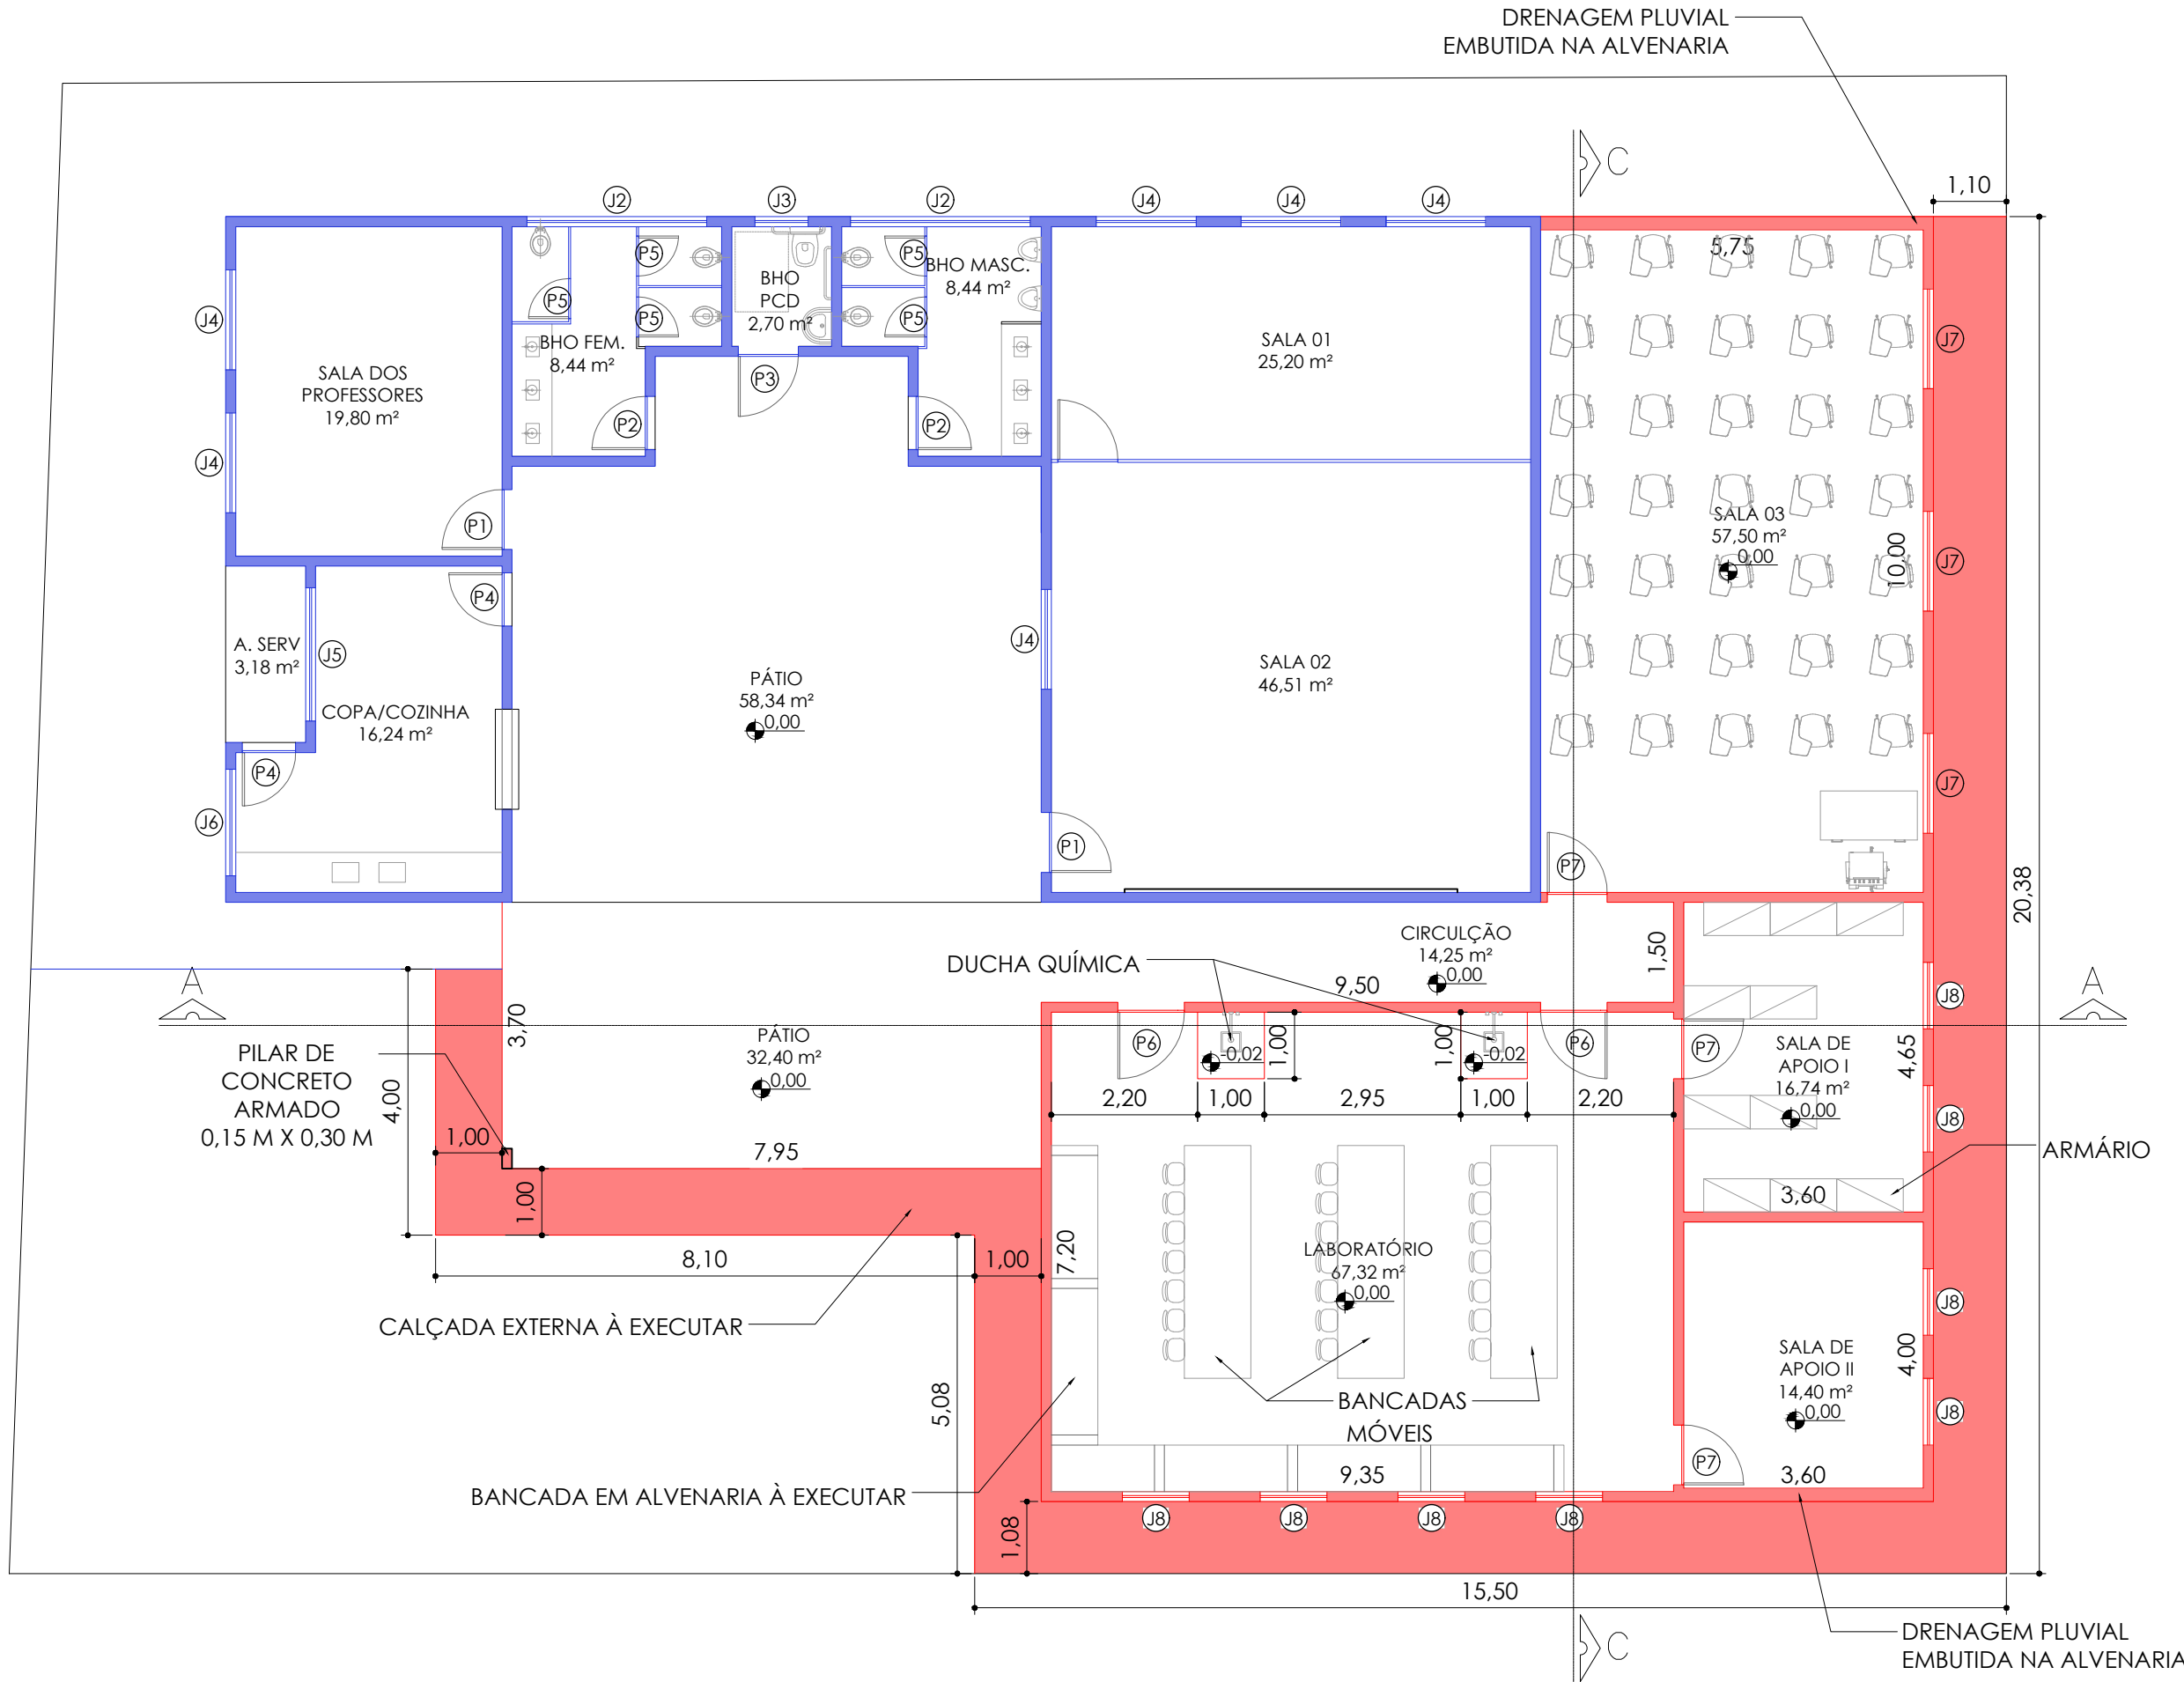 DRENAGEM PLUVIAL
EMBUTIDA NA ALVENARIA
C
1,10
J2
J3
J2
J4
J4
J4
5,75
P5
P5
BHO MASC.
8,44 m²
BHO
PCD
2,70 m²
P5
P5
P5
J4
BHO FEM.
8,44 m²
SALA 01
25,20 m²
J7
SALA DOS
PROFESSORES
19,80 m²
P3
P2
P2
J4
P1
SALA 03
57,50 m²
0,00
10,00
J7
P4
A. SERV
3,18 m²
J5
J4
SALA 02
46,51 m²
PÁTIO
58,34 m²
0,00
COPA/COZINHA
16,24 m²
P4
J7
J6
P1
P7
20,38
CIRCULÇÃO
14,25 m²
0,00
1,50
DUCHA QUÍMICA
9,50
A
A
J8
3,70
PÁTIO
32,40 m²
0,00
P6
-0,02
1,00
1,00
-0,02
P6
P7
SALA DE
APOIO I
16,74 m²
0,00
4,65
PILAR DE
CONCRETO
ARMADO
0,15 M X 0,30 M
4,00
2,20
1,00
2,95
1,00
2,20
J8
1,00
7,95
ARMÁRIO
1,00
3,60
7,20
LABORATÓRIO
67,32 m²
0,00
8,10
1,00
J8
CALÇADA EXTERNA À EXECUTAR
SALA DE
APOIO II
14,40 m²
0,00
4,00
5,08
BANCADAS
MÓVEIS
J8
P7
9,35
3,60
BANCADA EM ALVENARIA À EXECUTAR
1,08
J8
J8
J8
J8
15,50
C
DRENAGEM PLUVIAL
EMBUTIDA NA ALVENARIA